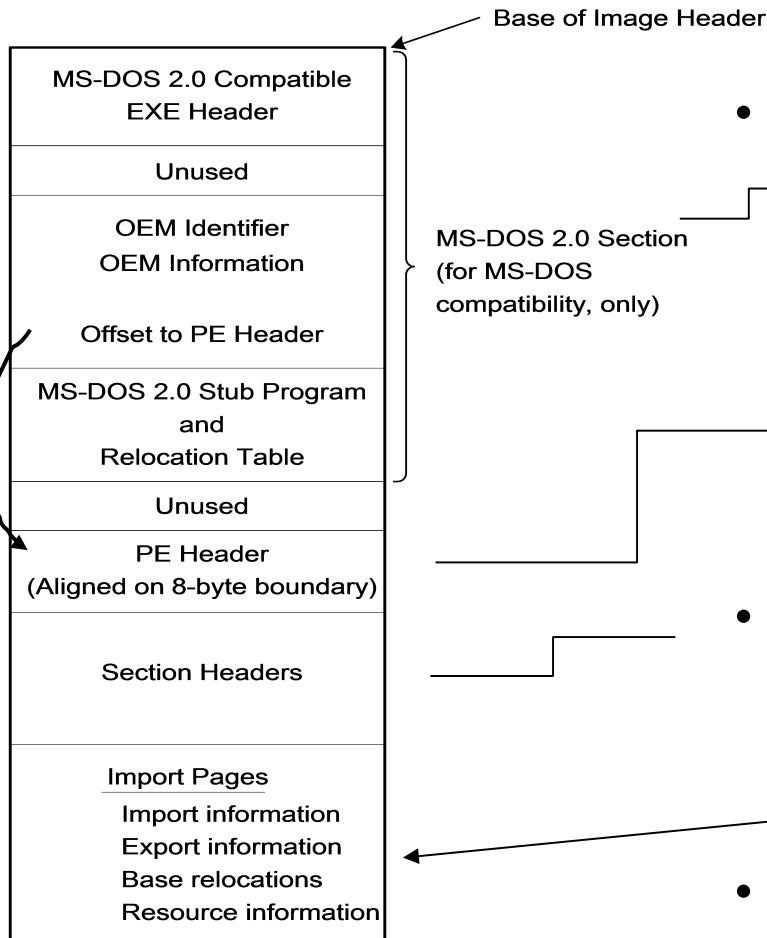 Base of Image Header
MS-DOS 2.0 Compatible
EXE Header
Unused
OEM Identifier
OEM Information
Offset to PE Header
MS-DOS 2.0 Section
(for MS-DOS
compatibility, only)
MS-DOS 2.0 Stub Program
and
Relocation Table
Unused
PE Header
(Aligned on 8-byte boundary)
Section Headers
Import Pages
Import information
Export information
Base relocations
Resource information